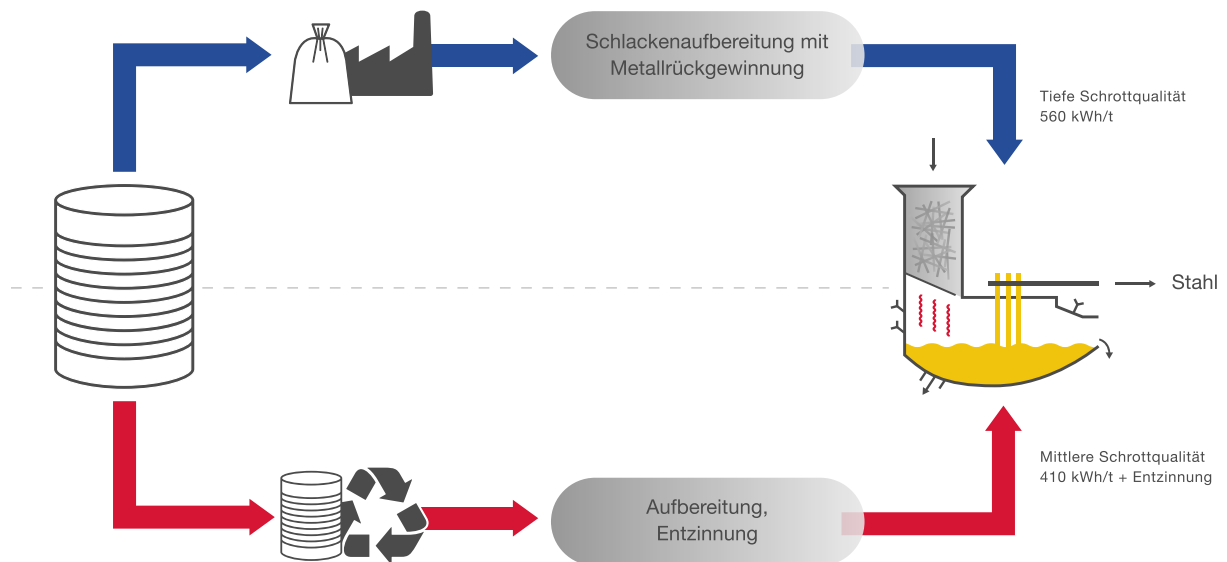 Schlackenaufbereitung mit
Metallrückgewinnung
Tiefe Schrottqualität
560 kWh/t
Stahl
Mittlere Schrottqualität
410 kWh/t + Entzinnung
Aufbereitung,
Entzinnung